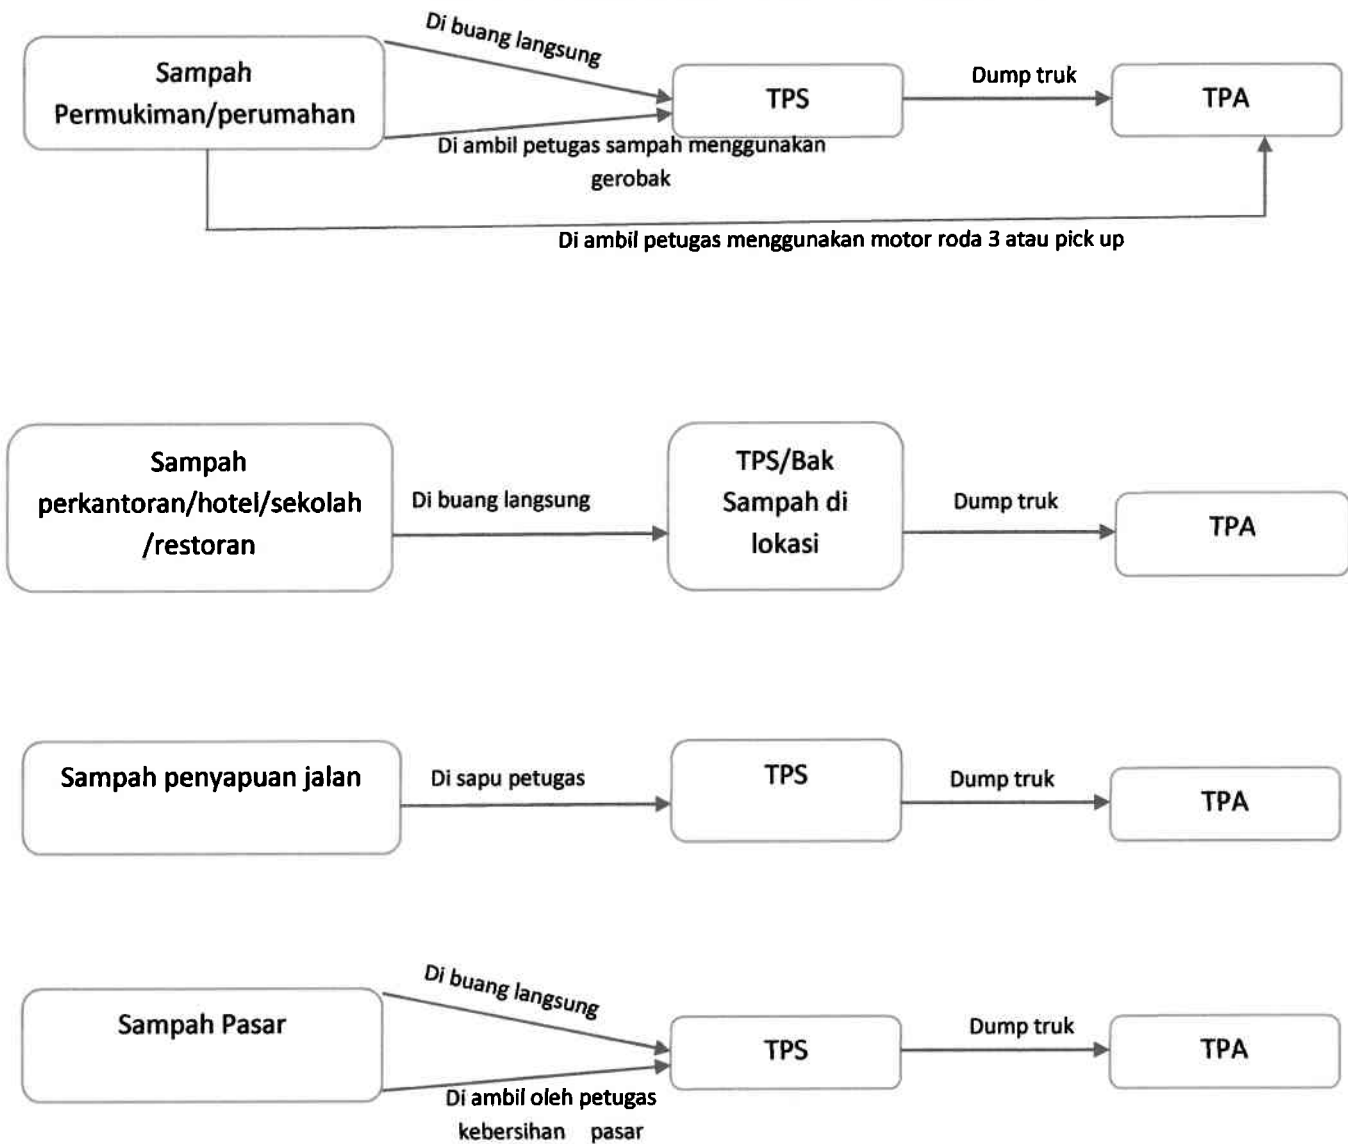 Di buang langsung
Sampah
Permukiman/perumahan
TPS
Dump truk
TPA
Di ambil petugas sampah menggunakan
gerobak
Di ambil petugas menggunakan motor roda 3 atau pick up
Sampah
perkantoran/hotel/sekolah
/restoran
Di buang langsung
TPS/Bak
Sampah di
lokasi
Dump truk
TPA
Sampah penyapuan jalan
Di sapu petugas
TPS
Dump truk
TPA
Di buang langsung
Sampah Pasar
TPS
Dump truk
TPA
Di ambil oleh petugas
kebersihan pasar